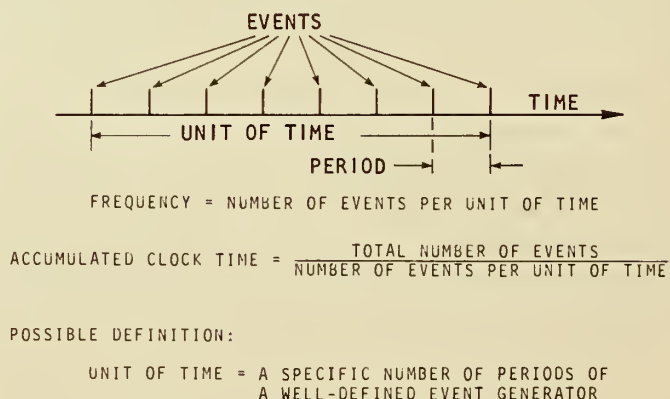 EVENTS
TIME
UNIT OF TIME
PERIOD
FREQUENCY = NUMBER OF EVENTS PER UNIT OF TIME
ACCUMULATED CLOCK TIME = TOTAL NUMBER OF EVENTS
NUMBER OF EVENTS PER UNIT OF TIME
POSSIBLE DEFINITION:
UNIT OF TIME = A SPECIFIC NUMBER OF PERIODS OF
A WELL-DEFINED EVENT GENERATOR